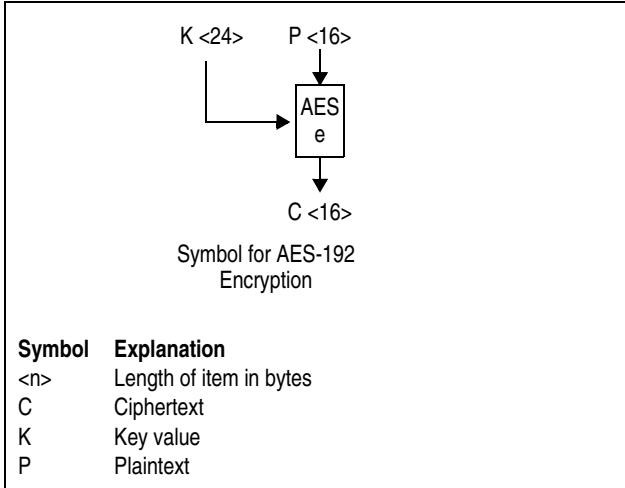 K <24> P <16>
AES
e
C <16>
Symbol for AES-192
Encryption
Symbol Explanation
<n> Length of item in bytes
C Ciphertext
K Key value
P Plaintext